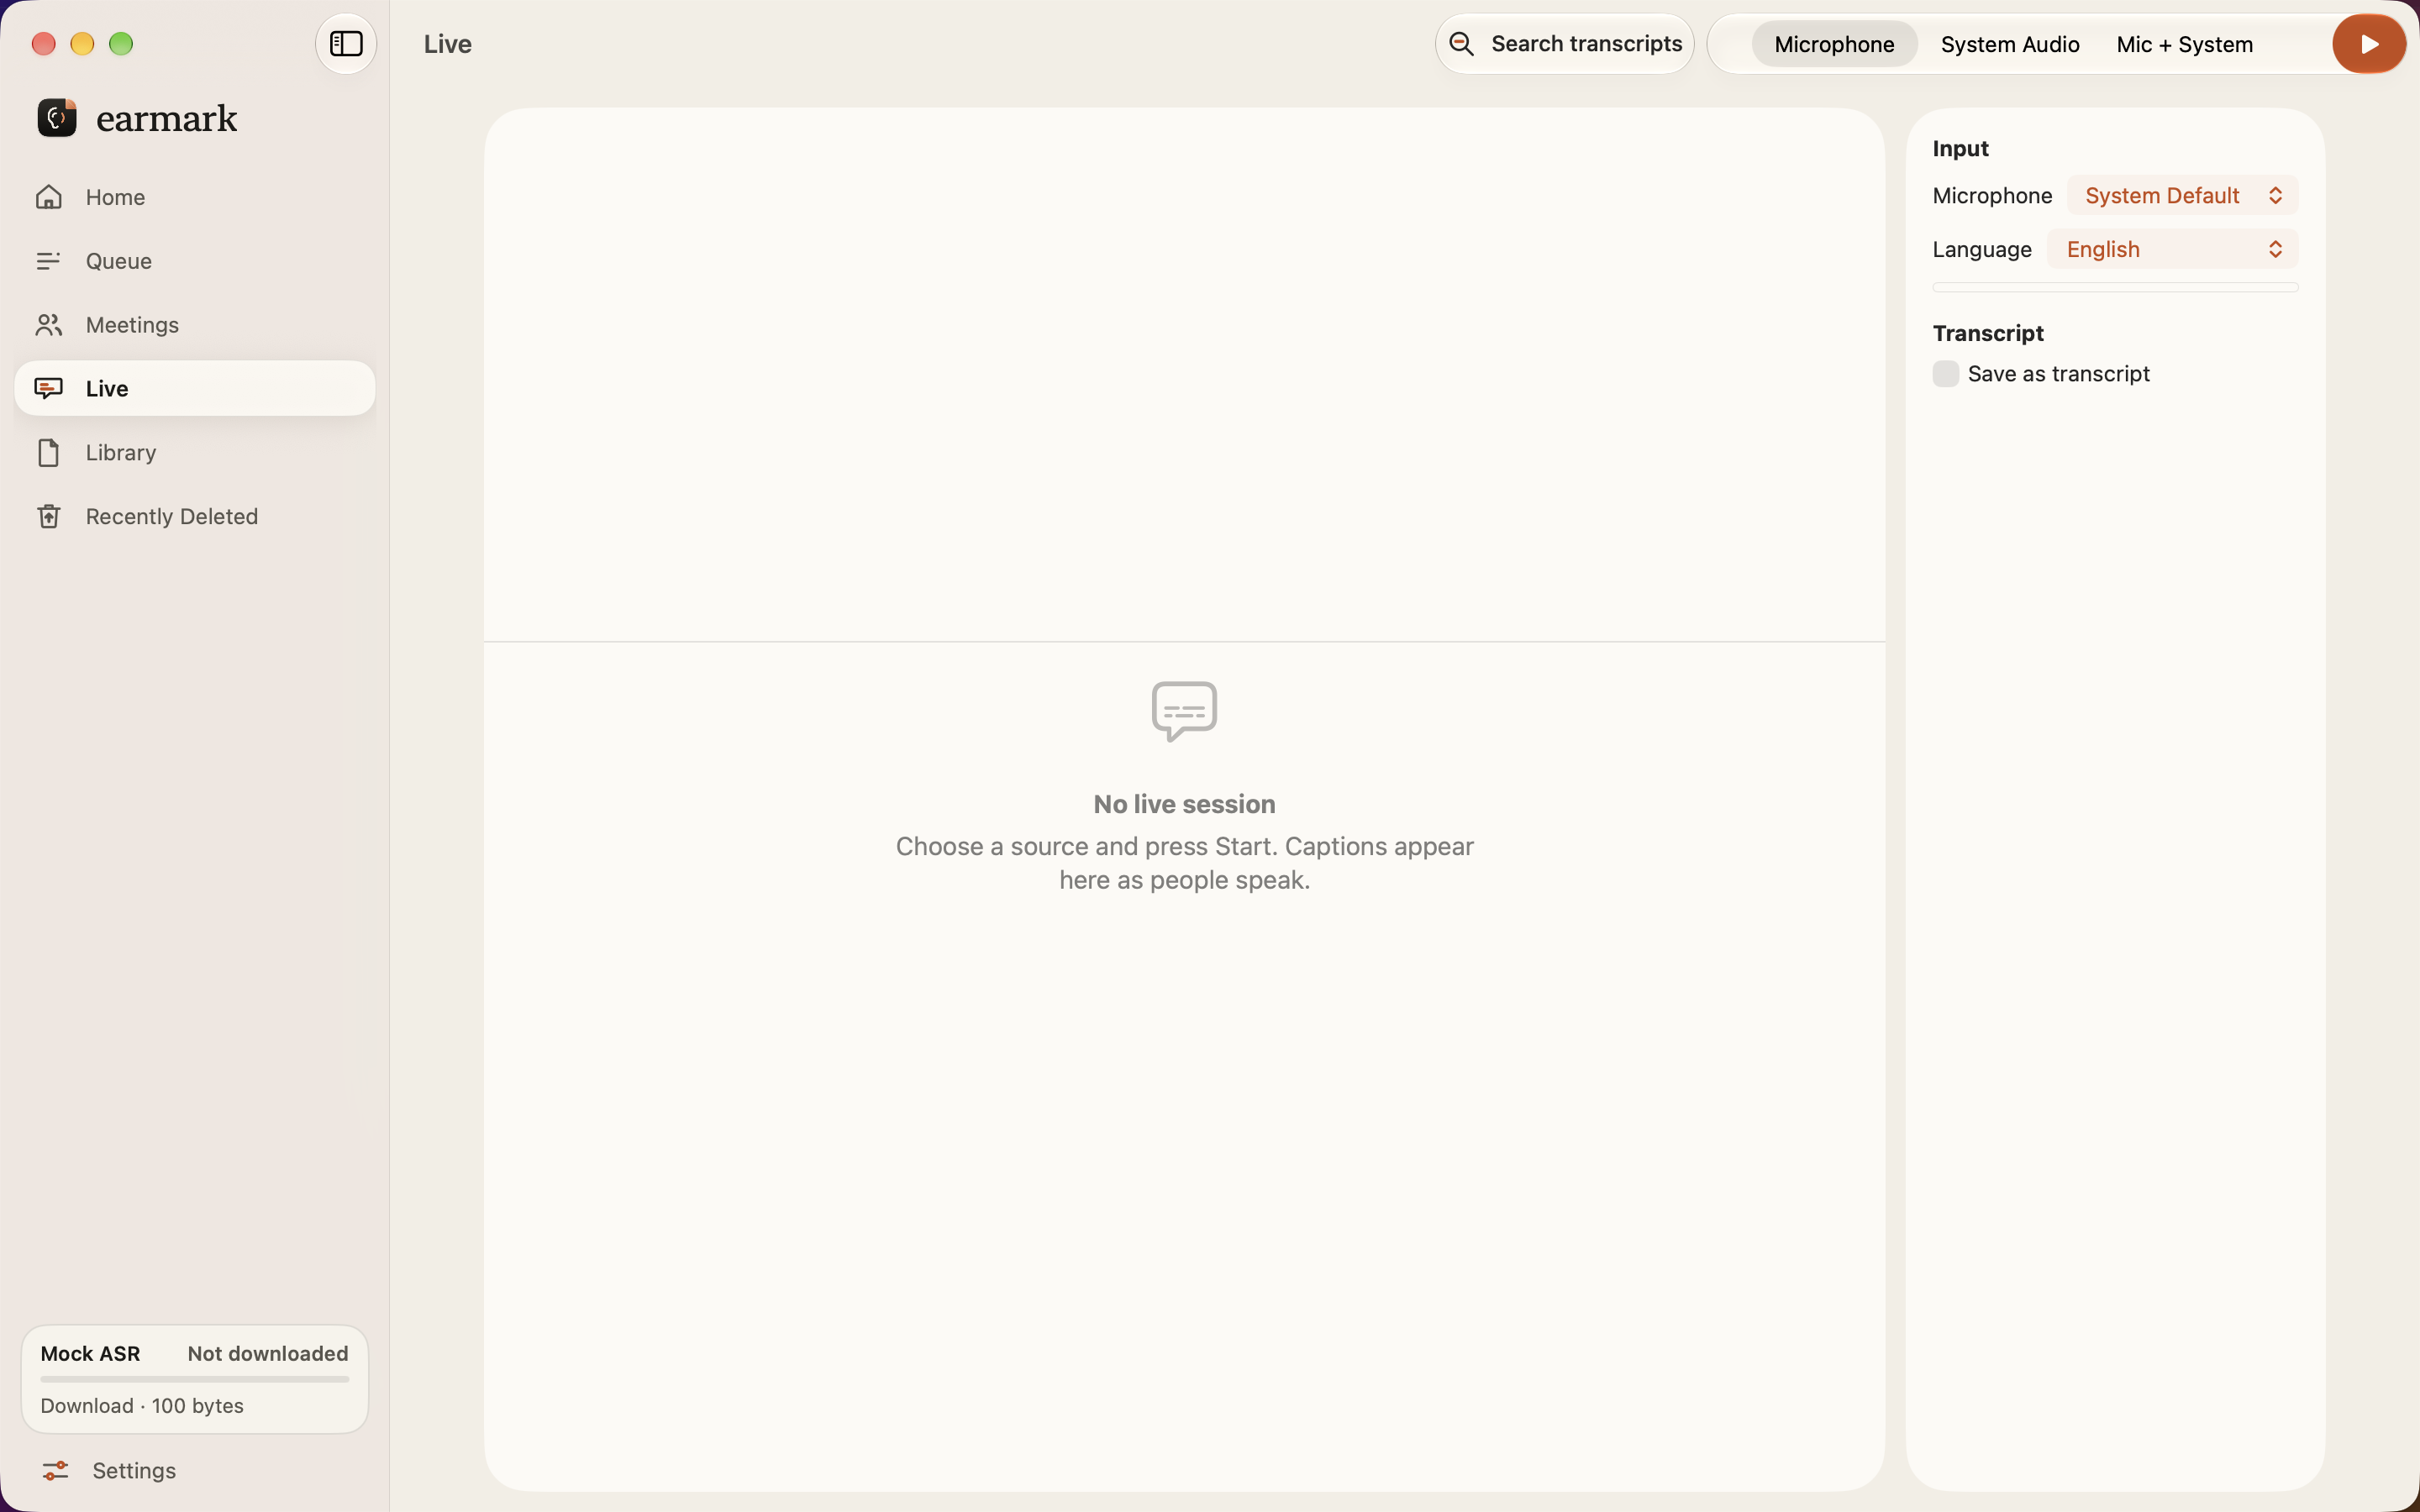 Live
Search transcripts
Microphone
System Audio
Mic + System
earmark
Home
Queue
Meetings
Live
Library
Recently Deleted
Mock ASR
Not downloaded
Download · 100 bytes
Settings
No live session
Choose a source and press Start. Captions appear
here as people speak.
Input
Microphone
System Default
Language
English
Transcript
Save as transcript